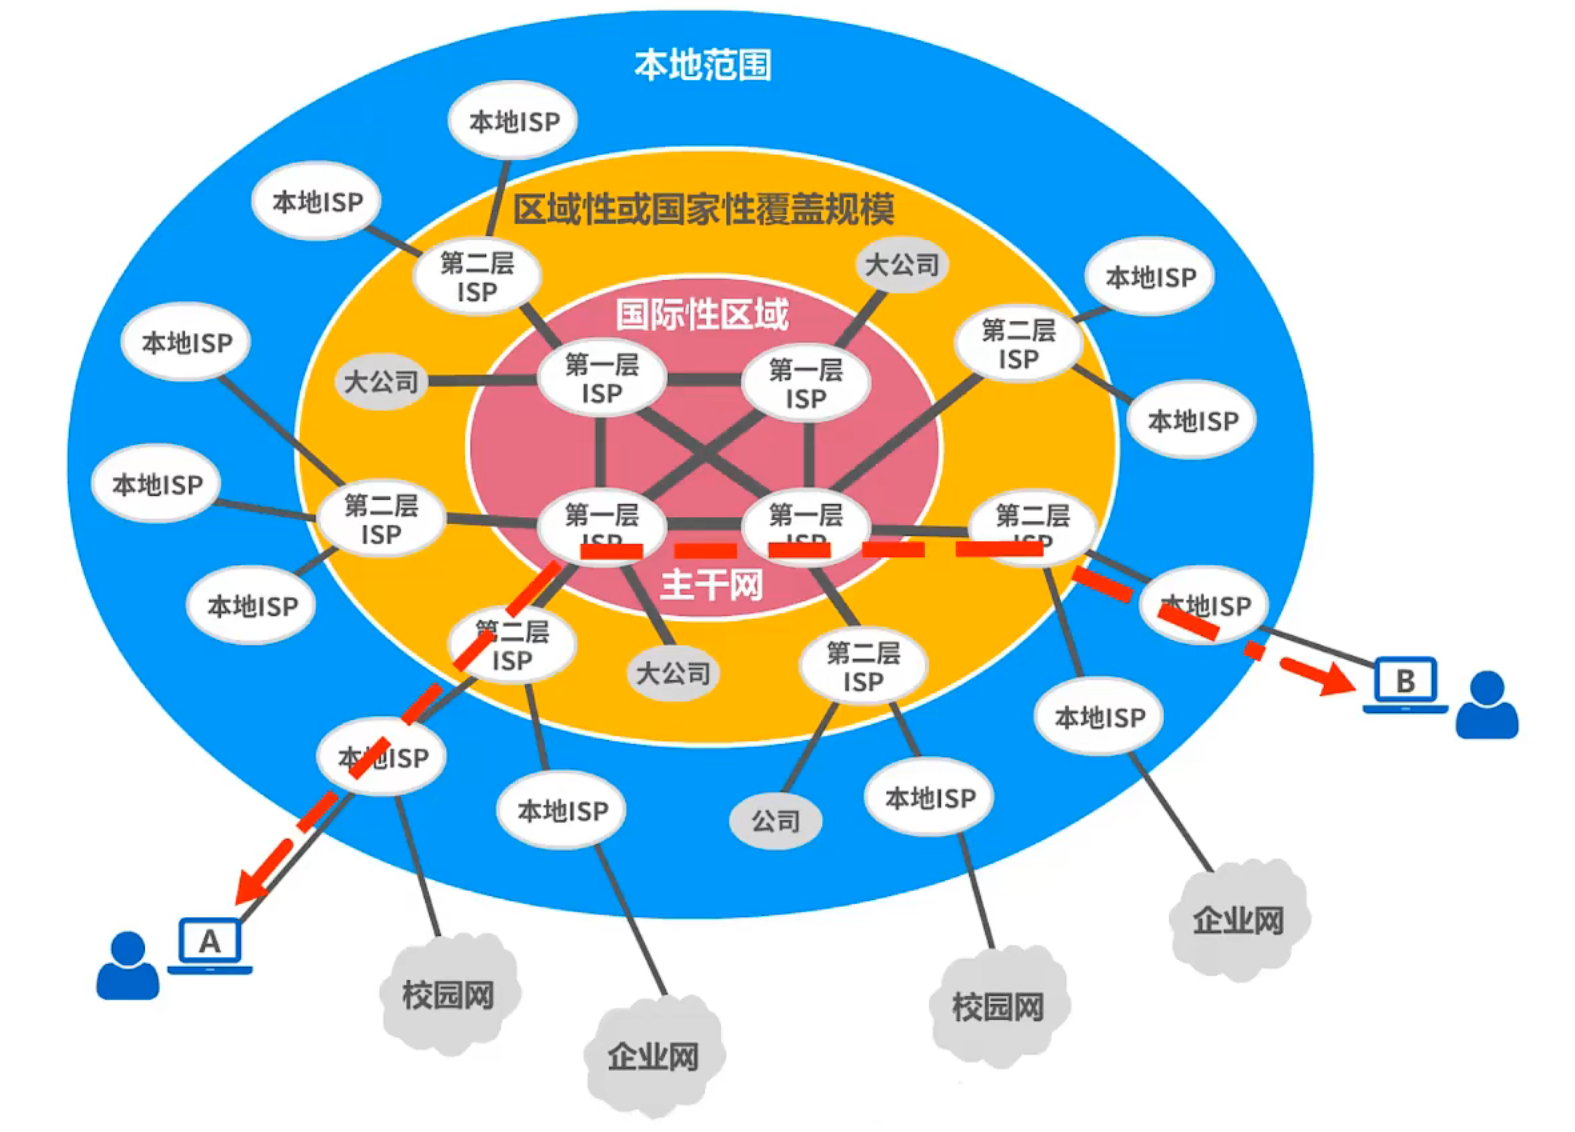 本地范围
本地ISP
本地ISP
区域性或国家性覆盖规模
第二层
ISP
大公司
本地ISP
国际性区域
第二层
ISP
本地ISP
大公司
第一层
ISP
第一层
ISP
本地ISP
本地ISP
第二层
ISP
第一层
ISP
第一层
ISP
第二层
ISP
主干网
本地ISP
本地ISP
第二层
ISP
大公司
第二层
ISP
B
本地ISP
本地ISP
本地ISP
公司
本地ISP
A
企业网
校园网
校园网
企业网